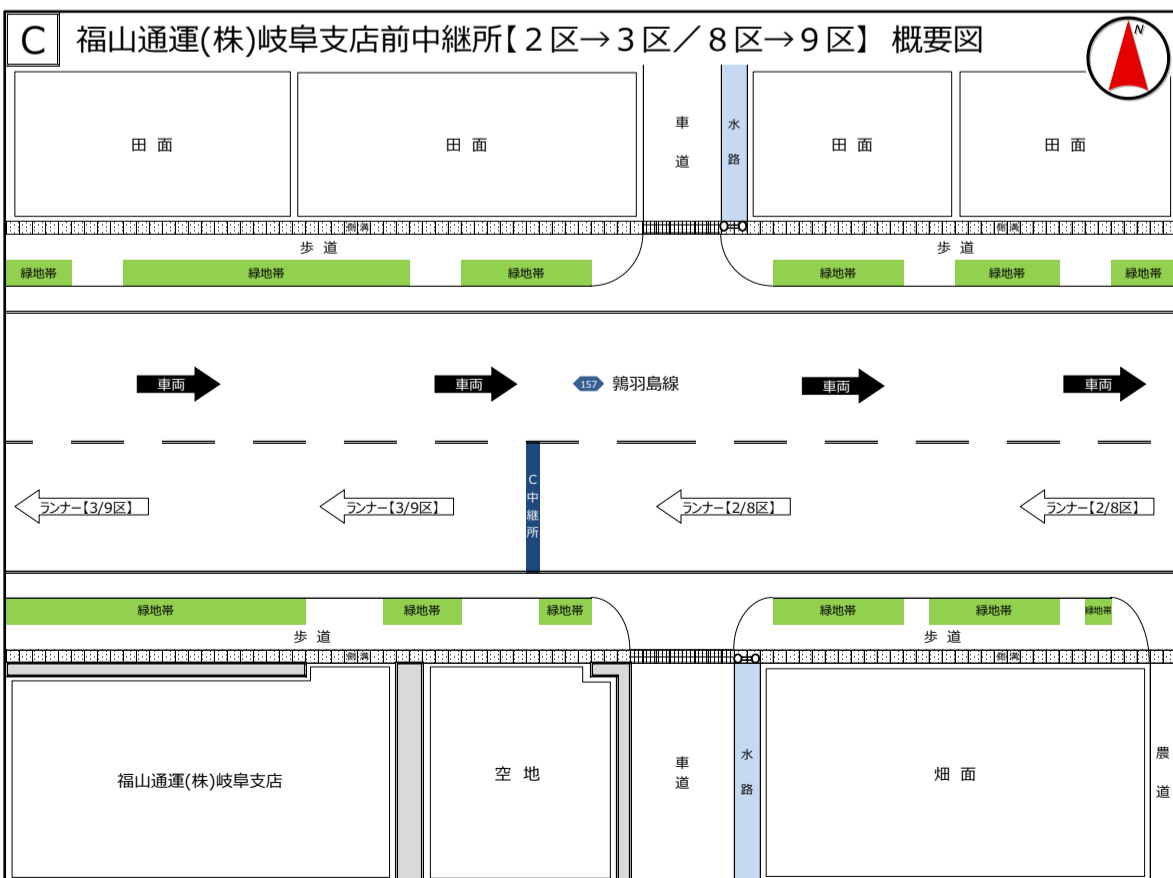 C 福山通運(株)岐阜支店前中継所【２区→３区／８区→９区】 概要図
N
田 面 田 面 車道 水路 田 面 田 面
側溝 側溝
歩 道 歩 道
緑地帯 緑地帯 緑地帯 緑地帯 緑地帯 緑地帯
車両 車両 157 鶉羽島線 車両 車両
C中継所
ランナー【3/9区】 ランナー【3/9区】 ランナー【2/8区】 ランナー【2/8区】
緑地帯 緑地帯 緑地帯 緑地帯 緑地帯 緑地帯
歩 道 歩 道
側溝 側溝
福山通運(株)岐阜支店 空 地 車道 水路 畑 面 農道